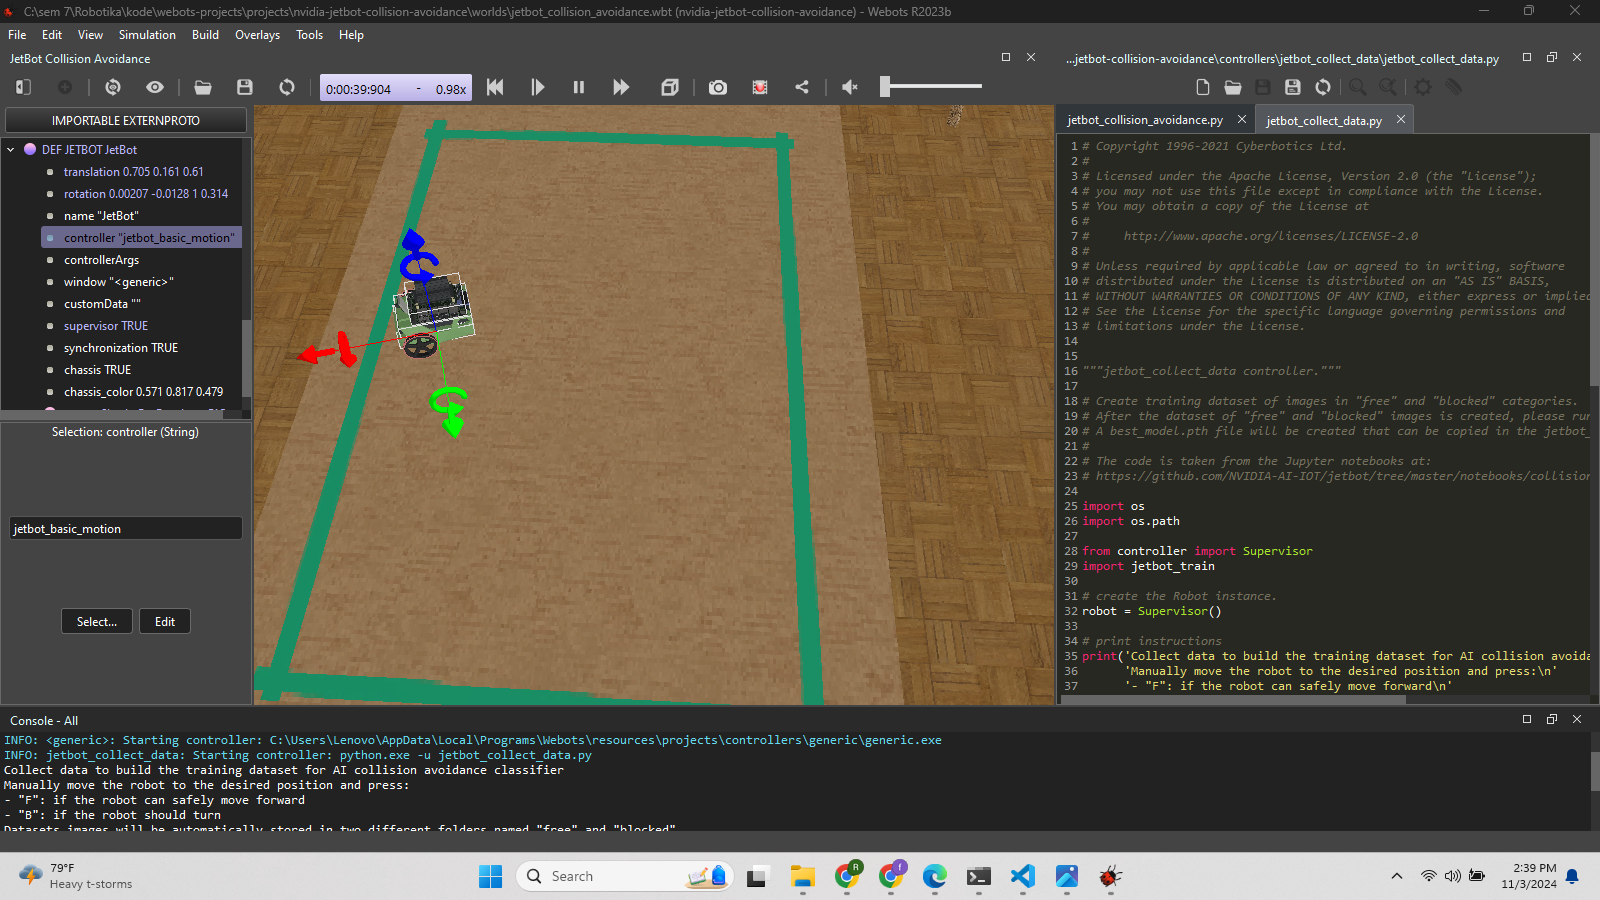 C:\sem 7\Robotika\kode\webots-projects\projects\nvidia-jetbot-collision-avoidance\worlds\jetbot_collision_avoidance.wbt (nvidia-jetbot-collision-avoidance) - Webots R2023b
File Edit View Simulation Build Overlays Tools Help
JetBot Collision Avoidance
0:00:39:904 - 0.98x
IMPORTABLE EXTERNPROTO
DEF JETBOT JetBot
translation 0.705 0.161 0.61
rotation 0.00207 -0.0128 1 0.314
name "JetBot"
controller "jetbot_basic_motion"
controllerArgs
window "<generic>"
customData ""
supervisor TRUE
synchronization TRUE
chassis TRUE
chassis_color 0.571 0.817 0.479
Selection: controller (String)
jetbot_basic_motion
Select... Edit
...jetbot-collision-avoidance\controllers\jetbot_collect_data\jetbot_collect_data.py
jetbot_collision_avoidance.py jetbot_collect_data.py
1 # Copyright 1996-2021 Cyberbotics Ltd.
2 #
3 # Licensed under the Apache License, Version 2.0 (the "License");
4 # you may not use this file except in compliance with the License.
5 # You may obtain a copy of the License at
6 #
7 # http://www.apache.org/licenses/LICENSE-2.0
8 #
9 # Unless required by applicable law or agreed to in writing, software
10 # distributed under the License is distributed on an "AS IS" BASIS,
11 # WITHOUT WARRANTIES OR CONDITIONS OF ANY KIND, either express or implied
12 # See the License for the specific language governing permissions and
13 # limitations under the License.
14
15
16 """jetbot_collect_data controller."""
17
18 # Create training dataset of images in "free" and "blocked" categories.
19 # After the dataset of "free" and "blocked" images is created, please run
20 # A best_model.pth file will be created that can be copied in the jetbot_
21 #
22 # The code is taken from the Jupyter notebooks at:
23 # https://github.com/NVIDIA-AI-IOT/jetbot/tree/master/notebooks/collision
24
25 import os
26 import os.path
27
28 from controller import Supervisor
29 import jetbot_train
30
31 # create the Robot instance.
32 robot = Supervisor()
33
34 # print instructions
35 print('Collect data to build the training dataset for AI collision avoida
36 'Manually move the robot to the desired position and press:\n'
37 '- "F": if the robot can safely move forward\n'
Console - All
INFO: <generic>: Starting controller: C:\Users\Lenovo\AppData\Local\Programs\Webots\resources\projects\controllers\generic\generic.exe
INFO: jetbot_collect_data: Starting controller: python.exe -u jetbot_collect_data.py
Collect data to build the training dataset for AI collision avoidance classifier
Manually move the robot to the desired position and press:
- "F": if the robot can safely move forward
- "B": if the robot should turn
Datasets images will be automatically stored in two different folders named "free" and "blocked"
79°F
Heavy t-storms
Search
R
f
2:39 PM
11/3/2024